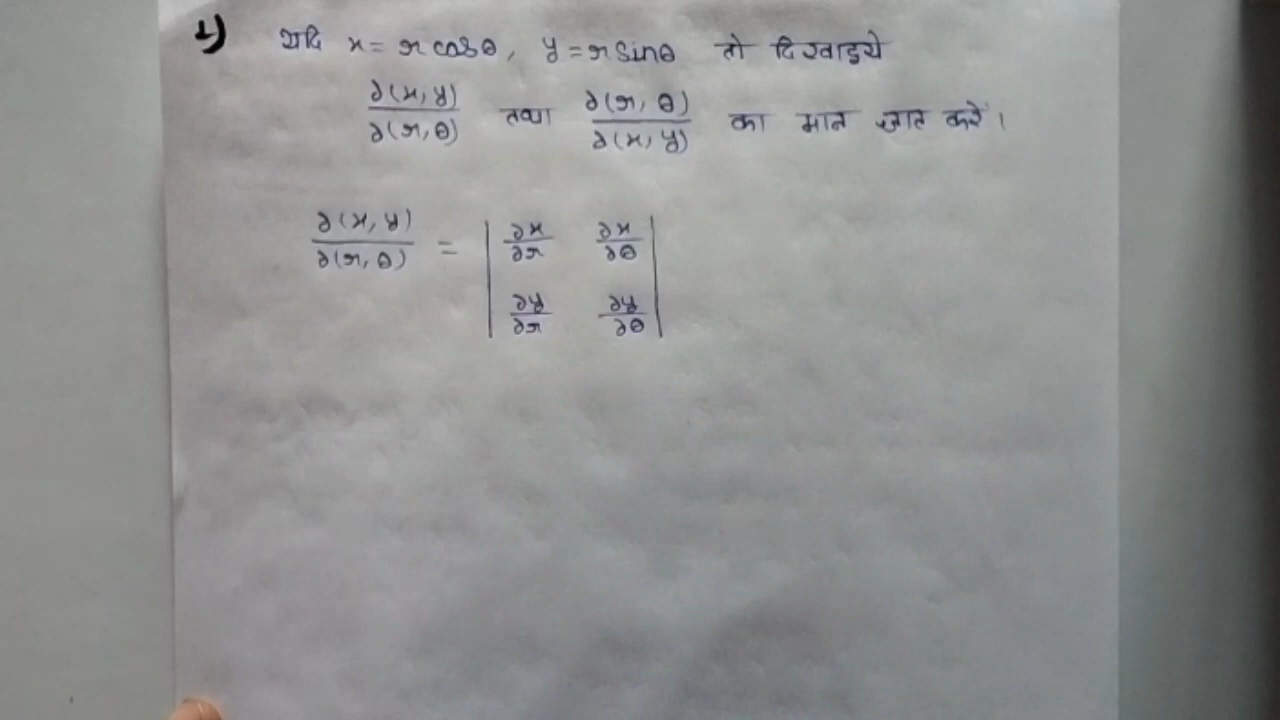 1) यदि x = r cosθ, y = r sinθ तो दिखाइये
∂(x, y)/∂(r, θ) तथा ∂(r, θ)/∂(x, y) का मान ज्ञात करें।
∂(x, y)/∂(r, θ) = | ∂x/∂r ∂x/∂θ |
| ∂y/∂r ∂y/∂θ |